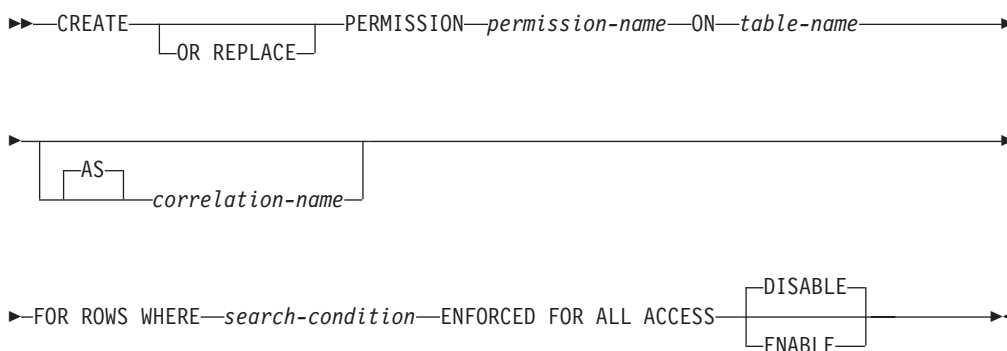 CREATE PERMISSION permission-name ON table-name
OR REPLACE
AS
correlation-name
DISABLE
FOR ROWS WHERE search-condition ENFORCED FOR ALL ACCESS
ENABLE